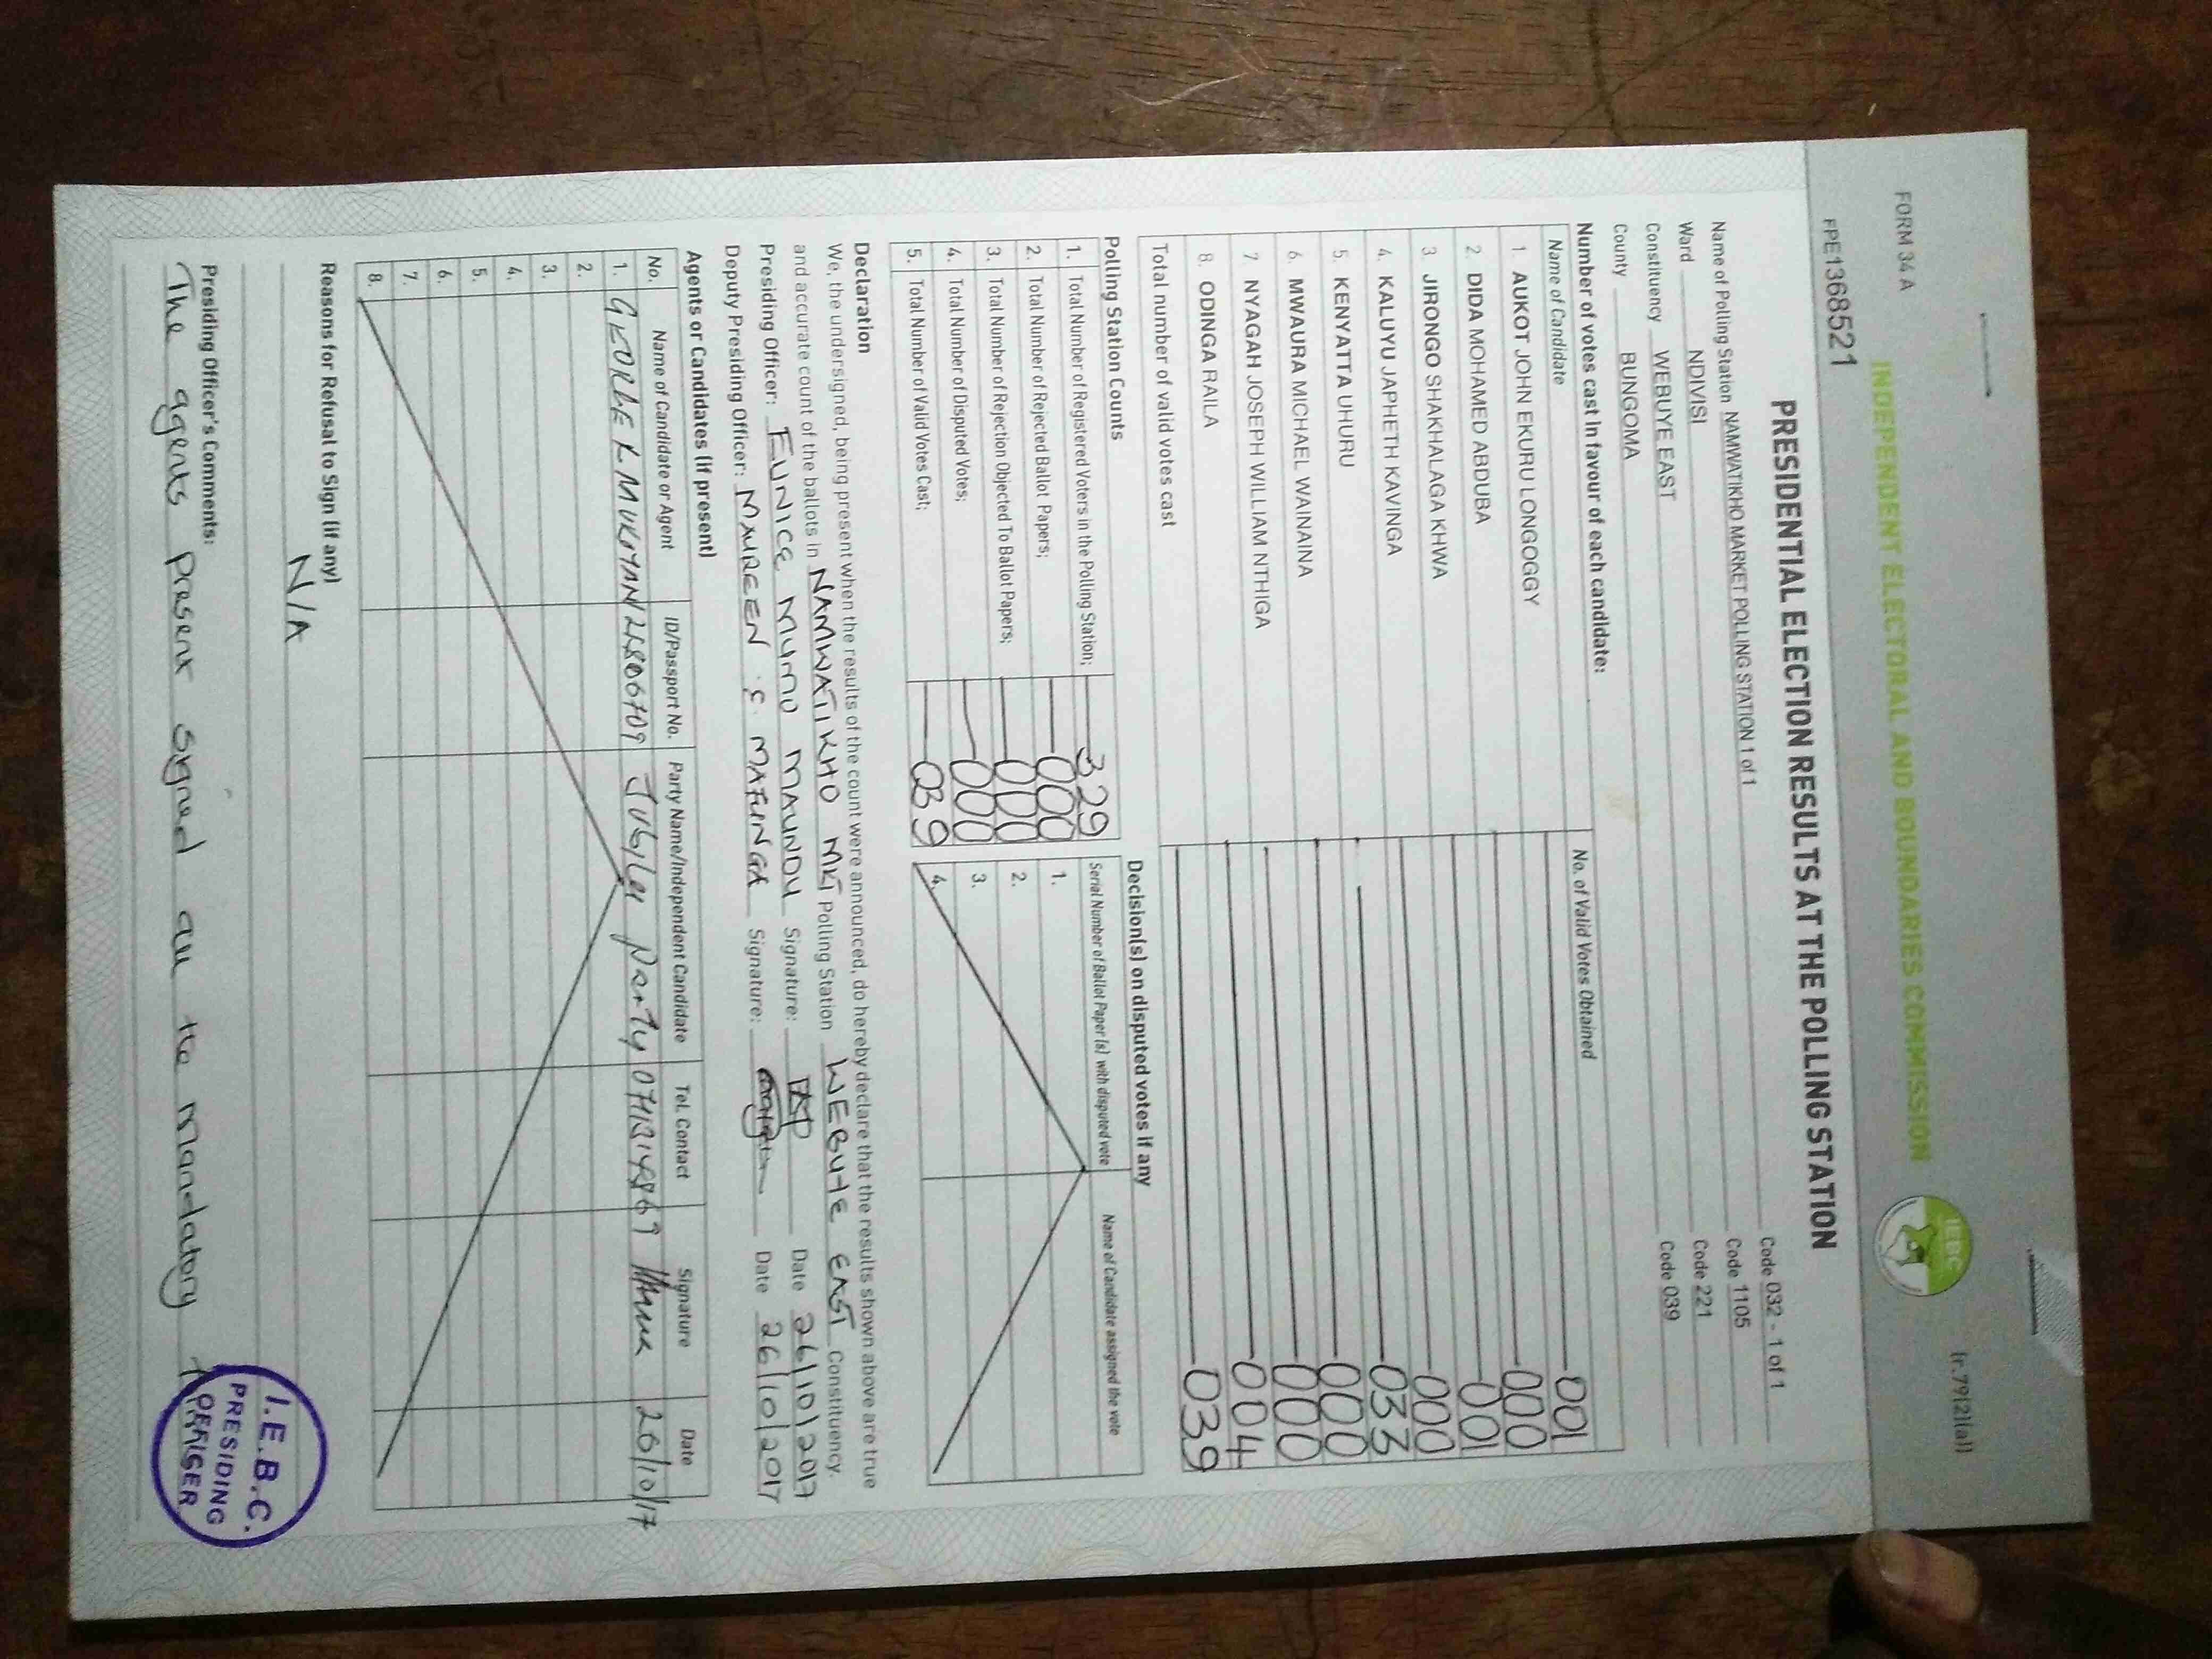 FORM 34 A
(r.79(2)(a))
INDEPENDENT ELECTORAL AND BOUNDARIES COMMISSION
IEBC
FPE1368521
PRESIDENTIAL ELECTION RESULTS AT THE POLLING STATION
Name of Polling Station NAMWATIKHO MARKET POLLING STATION 1 of 1 Code 032 - 1 of 1
Ward NDIVISI Code 1105
Constituency WEBUYE EAST Code 221
County BUNGOMA Code 039
Number of votes cast in favour of each candidate:
Name of Candidate No. of Valid Votes Obtained
1. AUKOT JOHN EKURU LONGOGGY 001
2. DIDA MOHAMED ABDUBA 000
3. JIRONGO SHAKHALAGA KHWA 001
4. KALUYU JAPHETH KAVINGA 000
5. KENYATTA UHURU 033
6. MWAURA MICHAEL WAINAINA 000
7. NYAGAH JOSEPH WILLIAM NTHIGA 000
8. ODINGA RAILA 004
Total number of valid votes cast 039
Polling Station Counts
1. Total Number of Registered Voters in the Polling Station; 329
2. Total Number of Rejected Ballot Papers; 000
3. Total Number of Rejection Objected To Ballot Papers; 000
4. Total Number of Disputed Votes; 000
5. Total Number of Valid Votes Cast; 039
Decision(s) on disputed votes if any
Serial Number of Ballot Paper (s) with disputed vote Name of Candidate assigned the vote
1.
2.
3.
4.
Declaration
We, the undersigned, being present when the results of the count were announced, do hereby declare that the results shown above are true
and accurate count of the ballots in NAMWATIKHO MKT Polling Station WEBUYE EAST Constituency.
Presiding Officer: EUNICE MUMO MAUNDU Signature: Date 26/10/2017
Deputy Presiding Officer: MAUREEN S. MAFUNGA Signature: Date 26/10/2017
Agents or Candidates (if present)
No. Name of Candidate or Agent ID/Passport No. Party Name/Independent Candidate Tel. Contact Signature Date
1. GEORGE Jubilee Party 26/10/17
2.
3.
4.
5.
6.
7.
8.
Reasons for Refusal to Sign (if any)
N/A
Presiding Officer's Comments:
The agents present signed all the mandatory
I.E.B.C.
PRESIDING
OFFICER